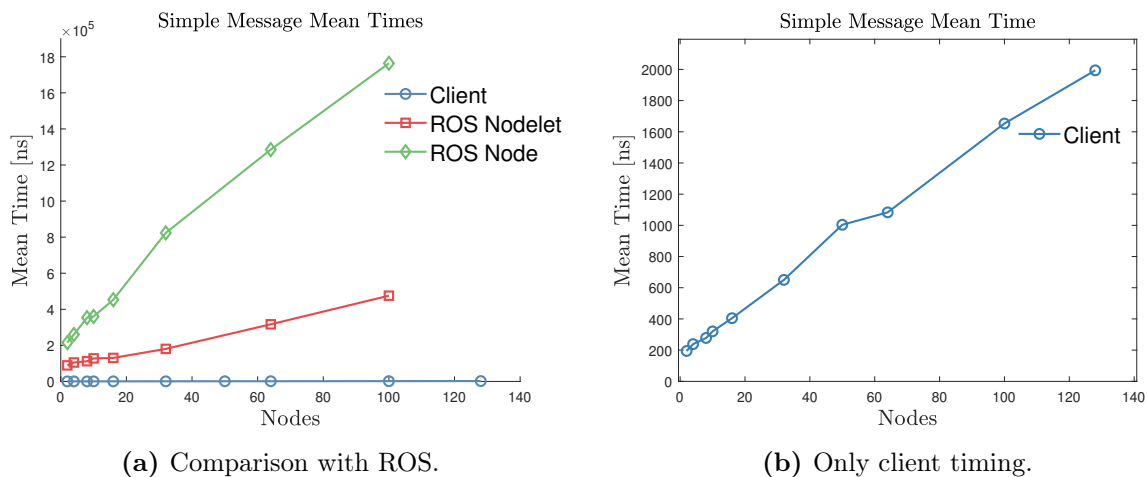 Simple Message Mean Times
×10⁵
18
16
14
12
10
8
6
4
2
0
Mean Time [ns]
0 20 40 60 80 100 120 140
Nodes
Client
ROS Nodelet
ROS Node
(a) Comparison with ROS.
Simple Message Mean Time
2000
1800
1600
1400
1200
1000
800
600
400
200
0
Mean Time [ns]
0 20 40 60 80 100 120 140
Nodes
Client
(b) Only client timing.